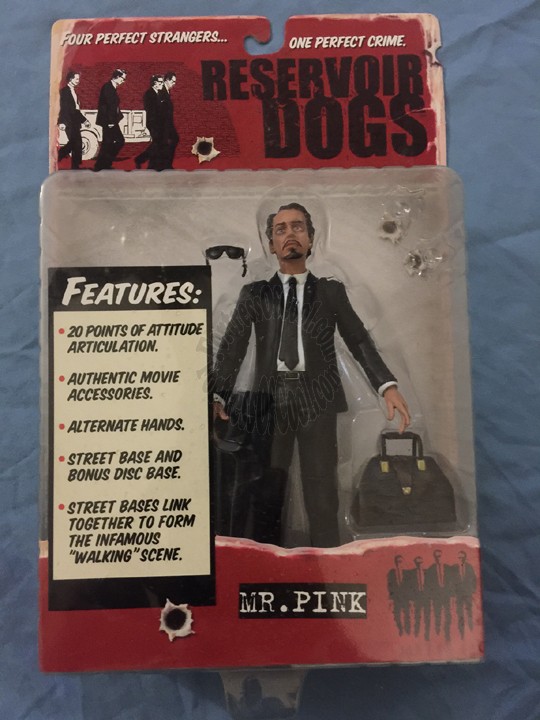 FOUR PERFECT STRANGERS...
ONE PERFECT CRIME.
RESERVOIR
DOGS
FEATURES:
• 20 POINTS OF ATTITUDE
ARTICULATION.
• AUTHENTIC MOVIE
ACCESSORIES.
• ALTERNATE HANDS.
• STREET BASE AND
BONUS DISC BASE.
• STREET BASES LINK
TOGETHER TO FORM
THE INFAMOUS
"WALKING" SCENE.
MR.PINK